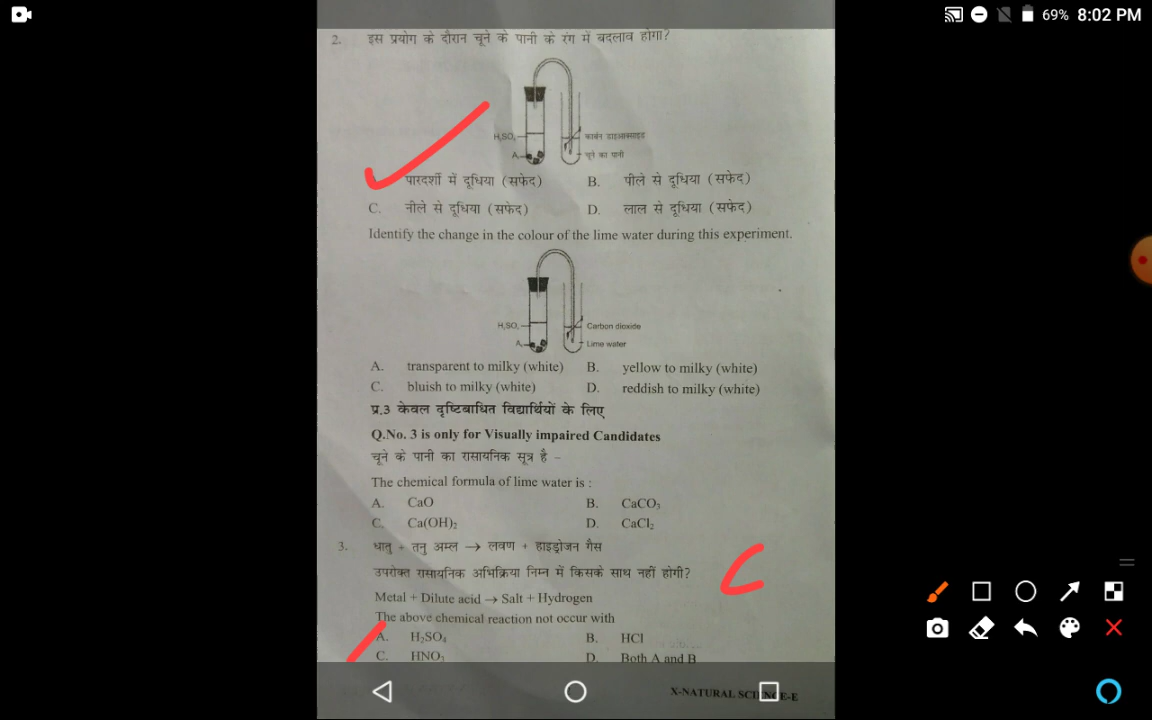 69% 8:02 PM
2. इस प्रयोग के दौरान चूने के पानी के रंग में बदलाव होगा?
H₂SO₄
कार्बन डाइआक्साइड
चूने का पानी
पारदर्शी में दूधिया (सफेद) B. पीले से दूधिया (सफेद)
C. नीले से दूधिया (सफेद) D. लाल से दूधिया (सफेद)
Identify the change in the colour of the lime water during this experiment.
H₂SO₄
Carbon dioxide
Lime water
A. transparent to milky (white) B. yellow to milky (white)
C. bluish to milky (white) D. reddish to milky (white)
प्र.3 केवल दृष्टिबाधित विद्यार्थियों के लिए
Q.No. 3 is only for Visually impaired Candidates
चूने के पानी का रासायनिक सूत्र है –
The chemical formula of lime water is :
A. CaO B. CaCO₃
C. Ca(OH)₂ D. CaCl₂
3. धातु + तनु अम्ल → लवण + हाइड्रोजन गैस
उपरोक्त रासायनिक अभिक्रिया निम्न में किसके साथ नहीं होगी?
C
Metal + Dilute acid → Salt + Hydrogen
The above chemical reaction not occur with
A. H₂SO₄ B. HCl
C. HNO₃ D. Both A and B
X-NATURAL SCIENCE-E